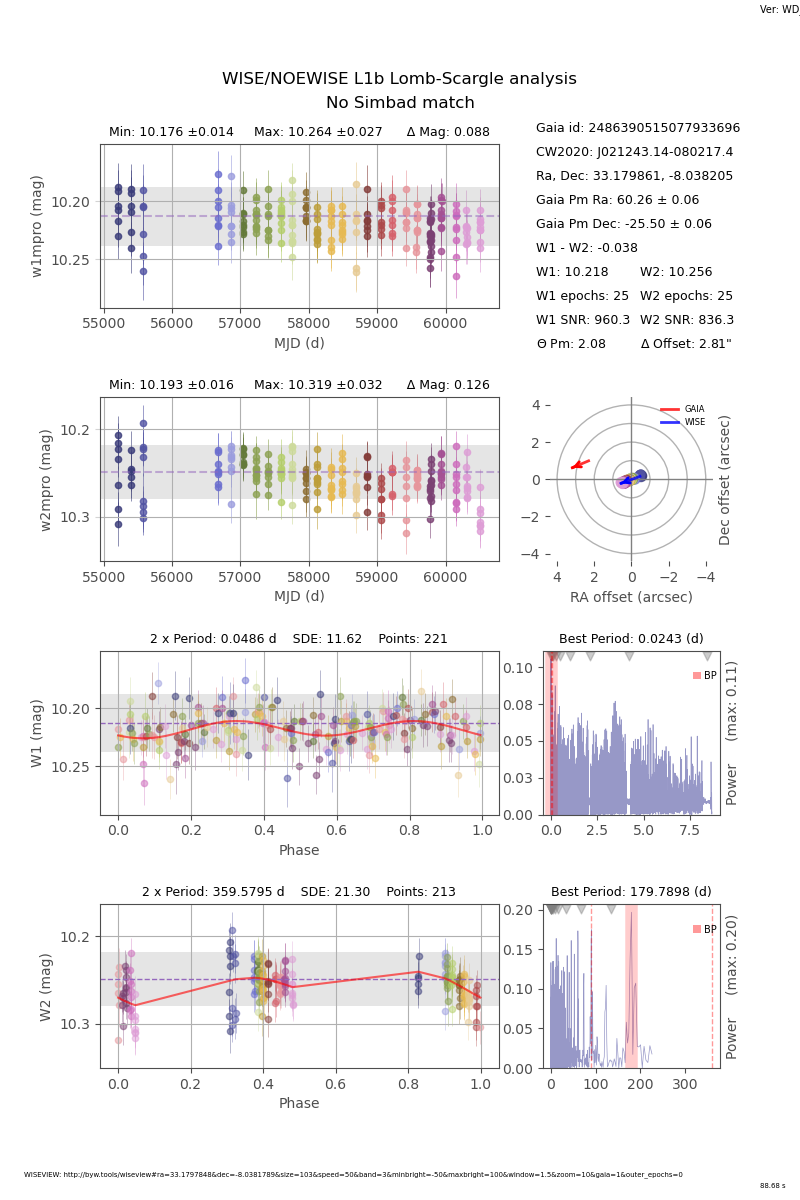 Ver: WD_
WISE/NOEWISE L1b Lomb-Scargle analysis
No Simbad match
Min: 10.176 ±0.014 Max: 10.264 ±0.027 Δ Mag: 0.088
10.20
10.25
w1mpro (mag)
55000 56000 57000 58000 59000 60000
MJD (d)
Gaia id: 2486390515077933696
CW2020: J021243.14-080217.4
Ra, Dec: 33.179861, -8.038205
Gaia Pm Ra: 60.26 ± 0.06
Gaia Pm Dec: -25.50 ± 0.06
W1 - W2: -0.038
W1: 10.218 W2: 10.256
W1 epochs: 25 W2 epochs: 25
W1 SNR: 960.3 W2 SNR: 836.3
Θ Pm: 2.08 Δ Offset: 2.81"
Min: 10.193 ±0.016 Max: 10.319 ±0.032 Δ Mag: 0.126
10.2
10.3
w2mpro (mag)
55000 56000 57000 58000 59000 60000
MJD (d)
GAIA
WISE
4
2
0
−2
−4
4 2 0 −2 −4
RA offset (arcsec)
Dec offset (arcsec)
2 x Period: 0.0486 d SDE: 11.62 Points: 221
10.20
10.25
W1 (mag)
0.0 0.2 0.4 0.6 0.8 1.0
Phase
Best Period: 0.0243 (d)
BP
0.10
0.08
0.05
0.03
0.00
0.0 2.5 5.0 7.5
Power (max: 0.11)
2 x Period: 359.5795 d SDE: 21.30 Points: 213
10.2
10.3
W2 (mag)
0.0 0.2 0.4 0.6 0.8 1.0
Phase
Best Period: 179.7898 (d)
BP
0.20
0.15
0.10
0.05
0.00
0 100 200 300
Power (max: 0.20)
WISEVIEW: http://byw.tools/wiseview#ra=33.1797848&dec=-8.0381789&size=103&speed=50&band=3&minbright=-50&maxbright=100&window=1.5&zoom=10&gaia=1&outer_epochs=0
88.68 s